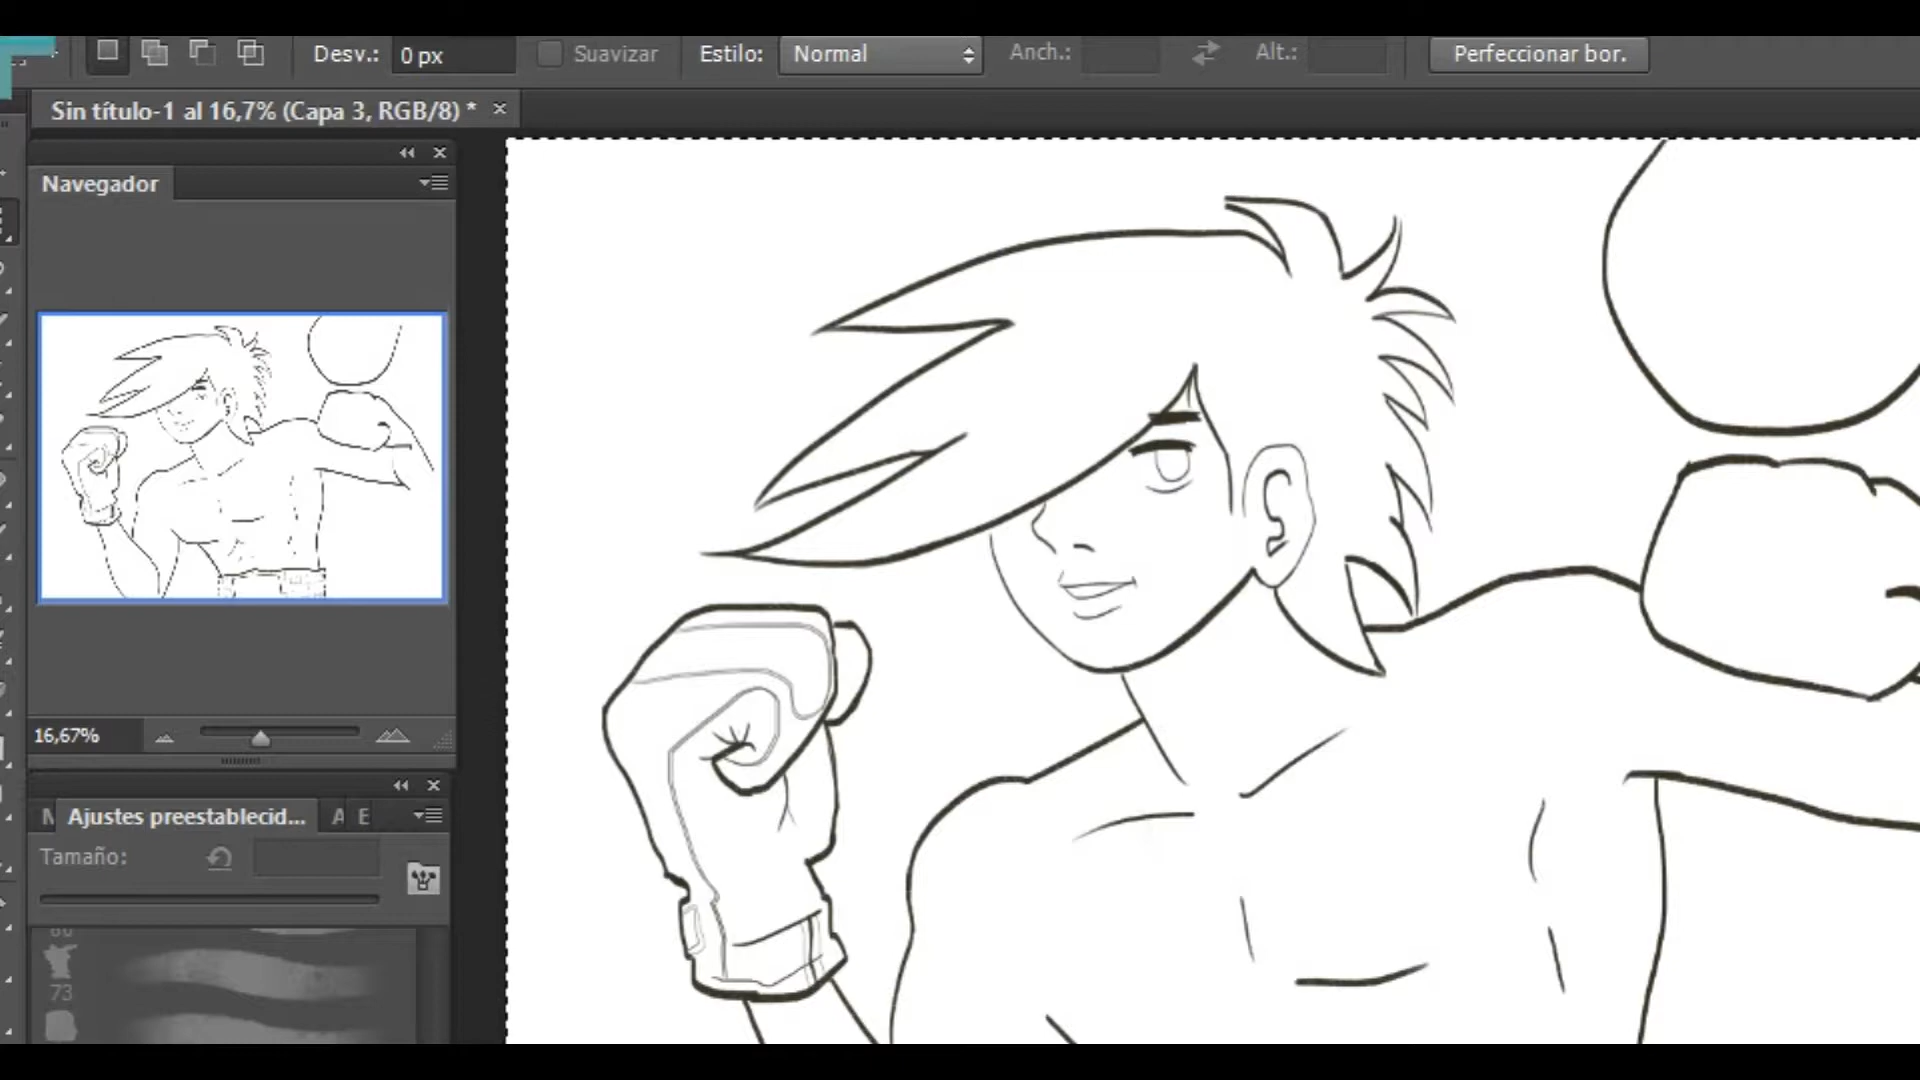 Desv.: 0 px Suavizar Estilo: Normal Anch.: Alt.: Perfeccionar bor.
Sin título-1 al 16,7% (Capa 3, RGB/8) * ×
Navegador
16,67%
Ajustes preestablecid... A E
Tamaño:
60
73